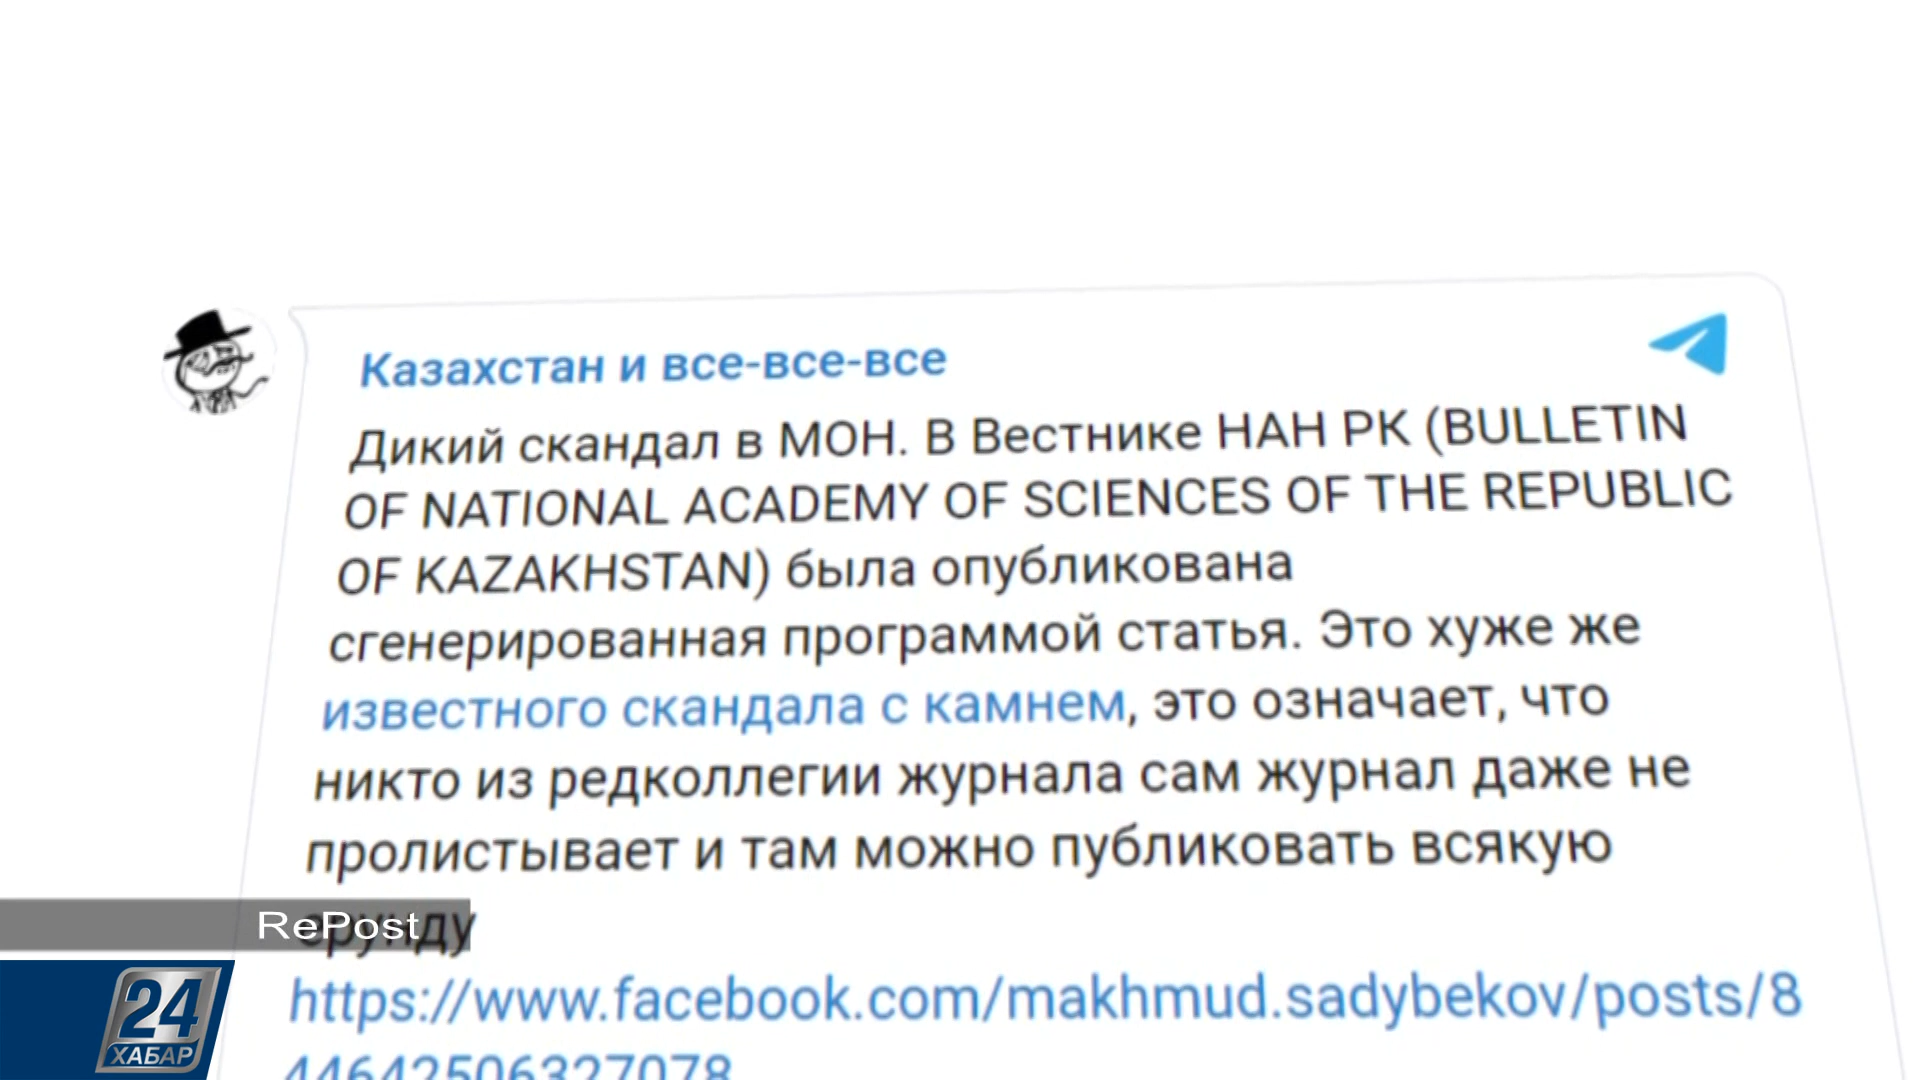 Казахстан и все-все-все
Дикий скандал в МОН. В Вестнике НАН РК (BULLETIN
OF NATIONAL ACADEMY OF SCIENCES OF THE REPUBLIC
OF KAZAKHSTAN) была опубликована
сгенерированная программой статья. Это хуже же
известного скандала с камнем, это означает, что
никто из редколлегии журнала сам журнал даже не
пролистывает и там можно публиковать всякую
ерунду
RePost
https://www.facebook.com/makhmud.sadybekov/posts/8
44642506327078
24
ХАБАР